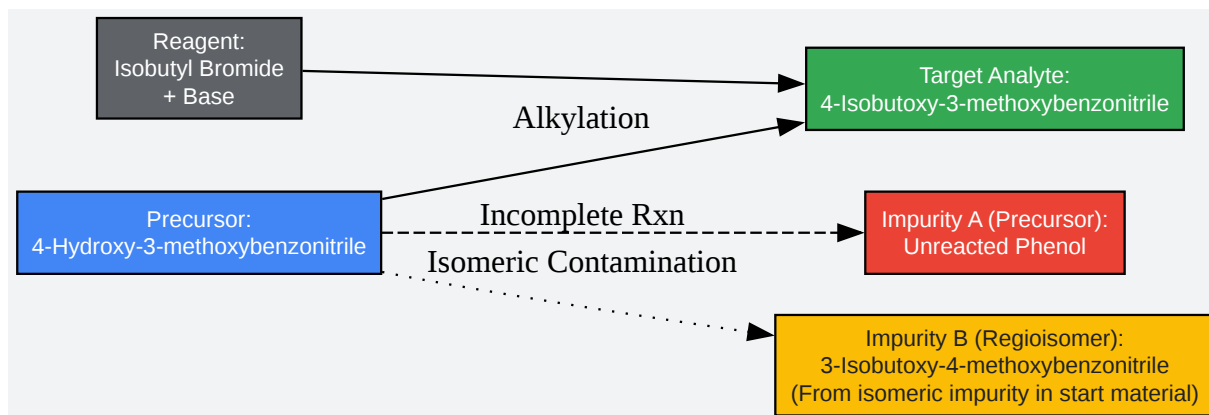 Reagent:
Isobutyl Bromide
+ Base
Target Analyte:
4-Isobutoxy-3-methoxybenzonitrile
Alkylation
Precursor:
4-Hydroxy-3-methoxybenzonitrile
Incomplete Rxn
Impurity A (Precursor):
Unreacted Phenol
Isomeric Contamination
Impurity B (Regioisomer):
3-Isobutoxy-4-methoxybenzonitrile
(From isomeric impurity in start material)